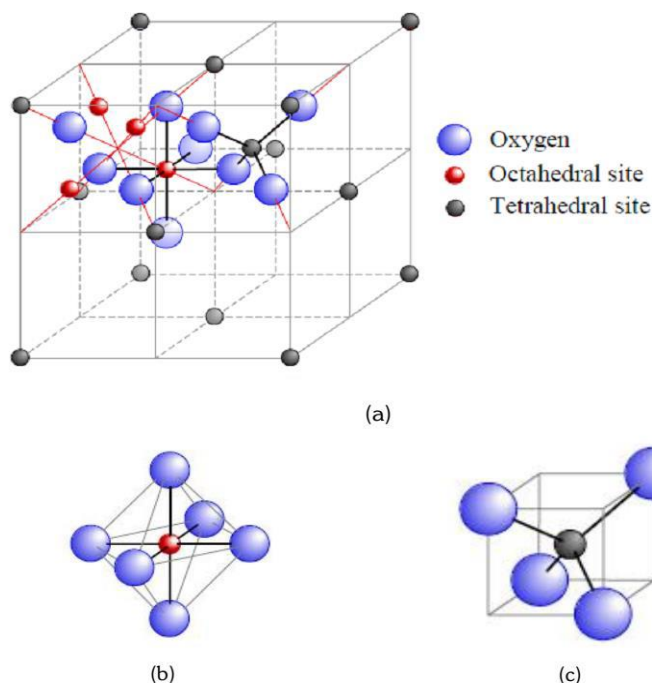 Oxygen
Octahedral site
Tetrahedral site
(a)
(b)
(c)